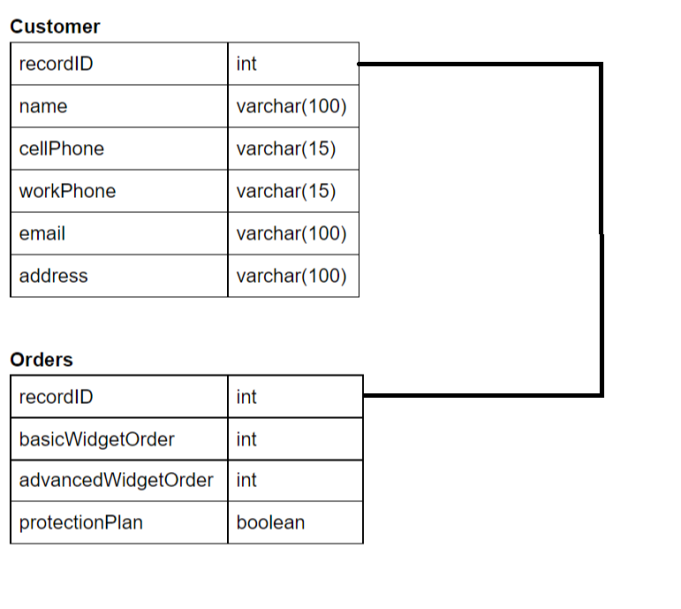 Customer
recordID int
name varchar(100)
cellPhone varchar(15)
workPhone varchar(15)
email varchar(100)
address varchar(100)
Orders
recordID int
basicWidgetOrder int
advancedWidgetOrder int
protectionPlan boolean